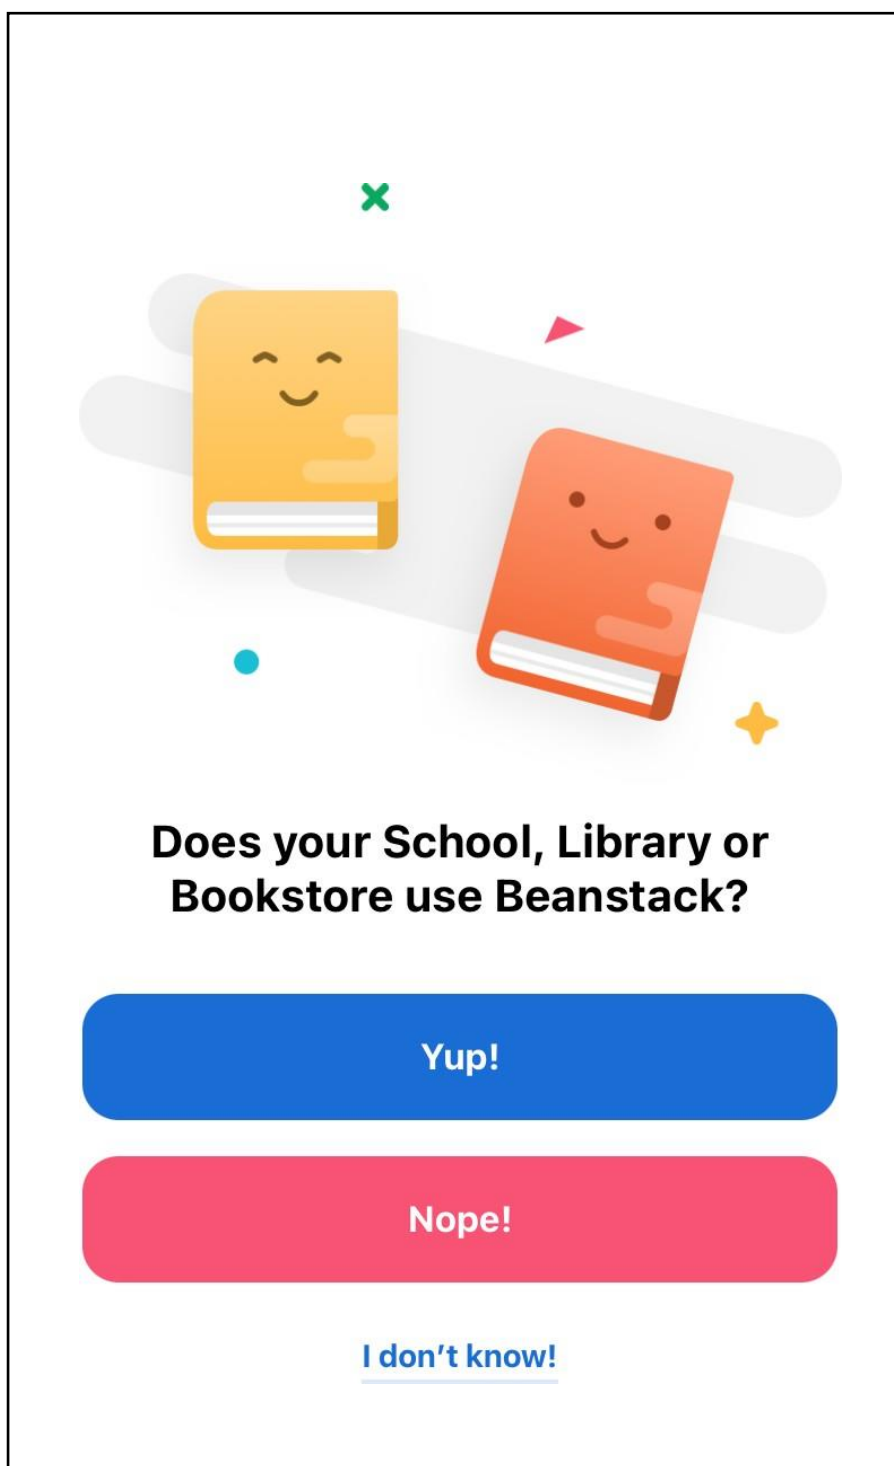 Does your School, Library or
Bookstore use Beanstack?
Yup!
Nope!
I don’t know!